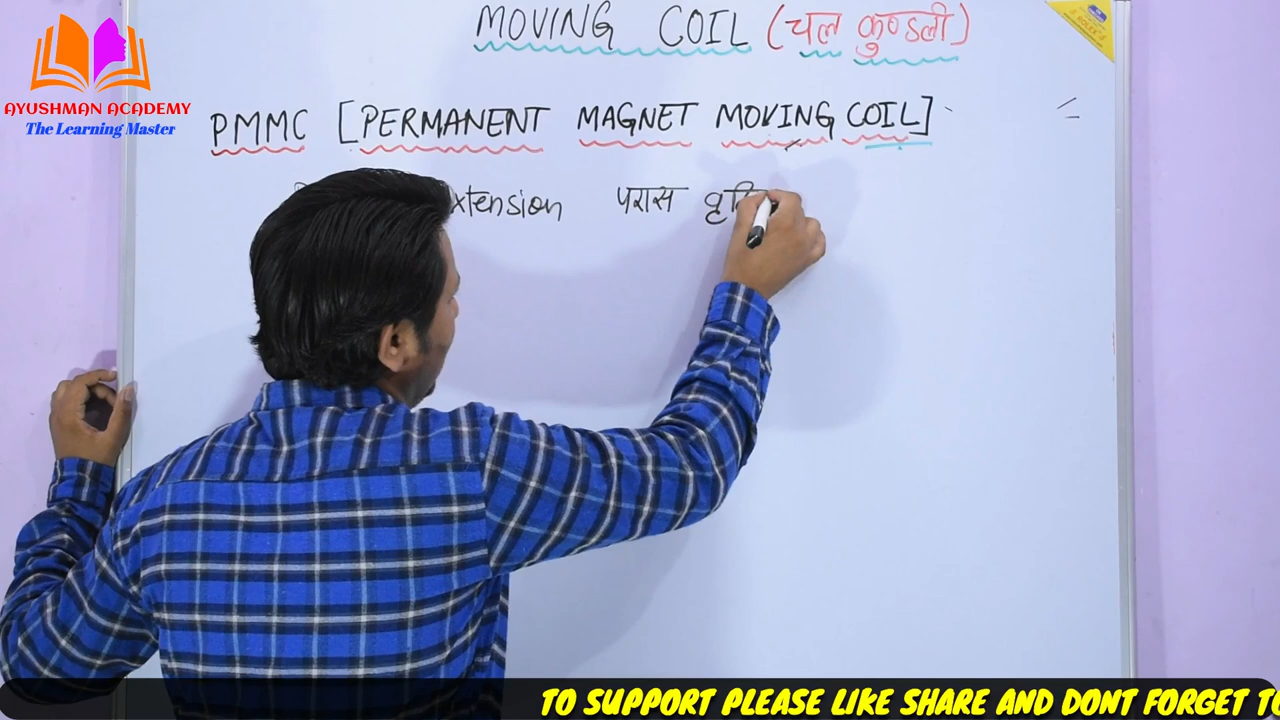 MOVING COIL (चल कुण्डली)
AYUSHMAN ACADEMY
The Learning Master
PMMC [PERMANENT MAGNET MOVING COIL]
xtension परास
TO SUPPORT PLEASE LIKE SHARE AND DONT FORGET TO